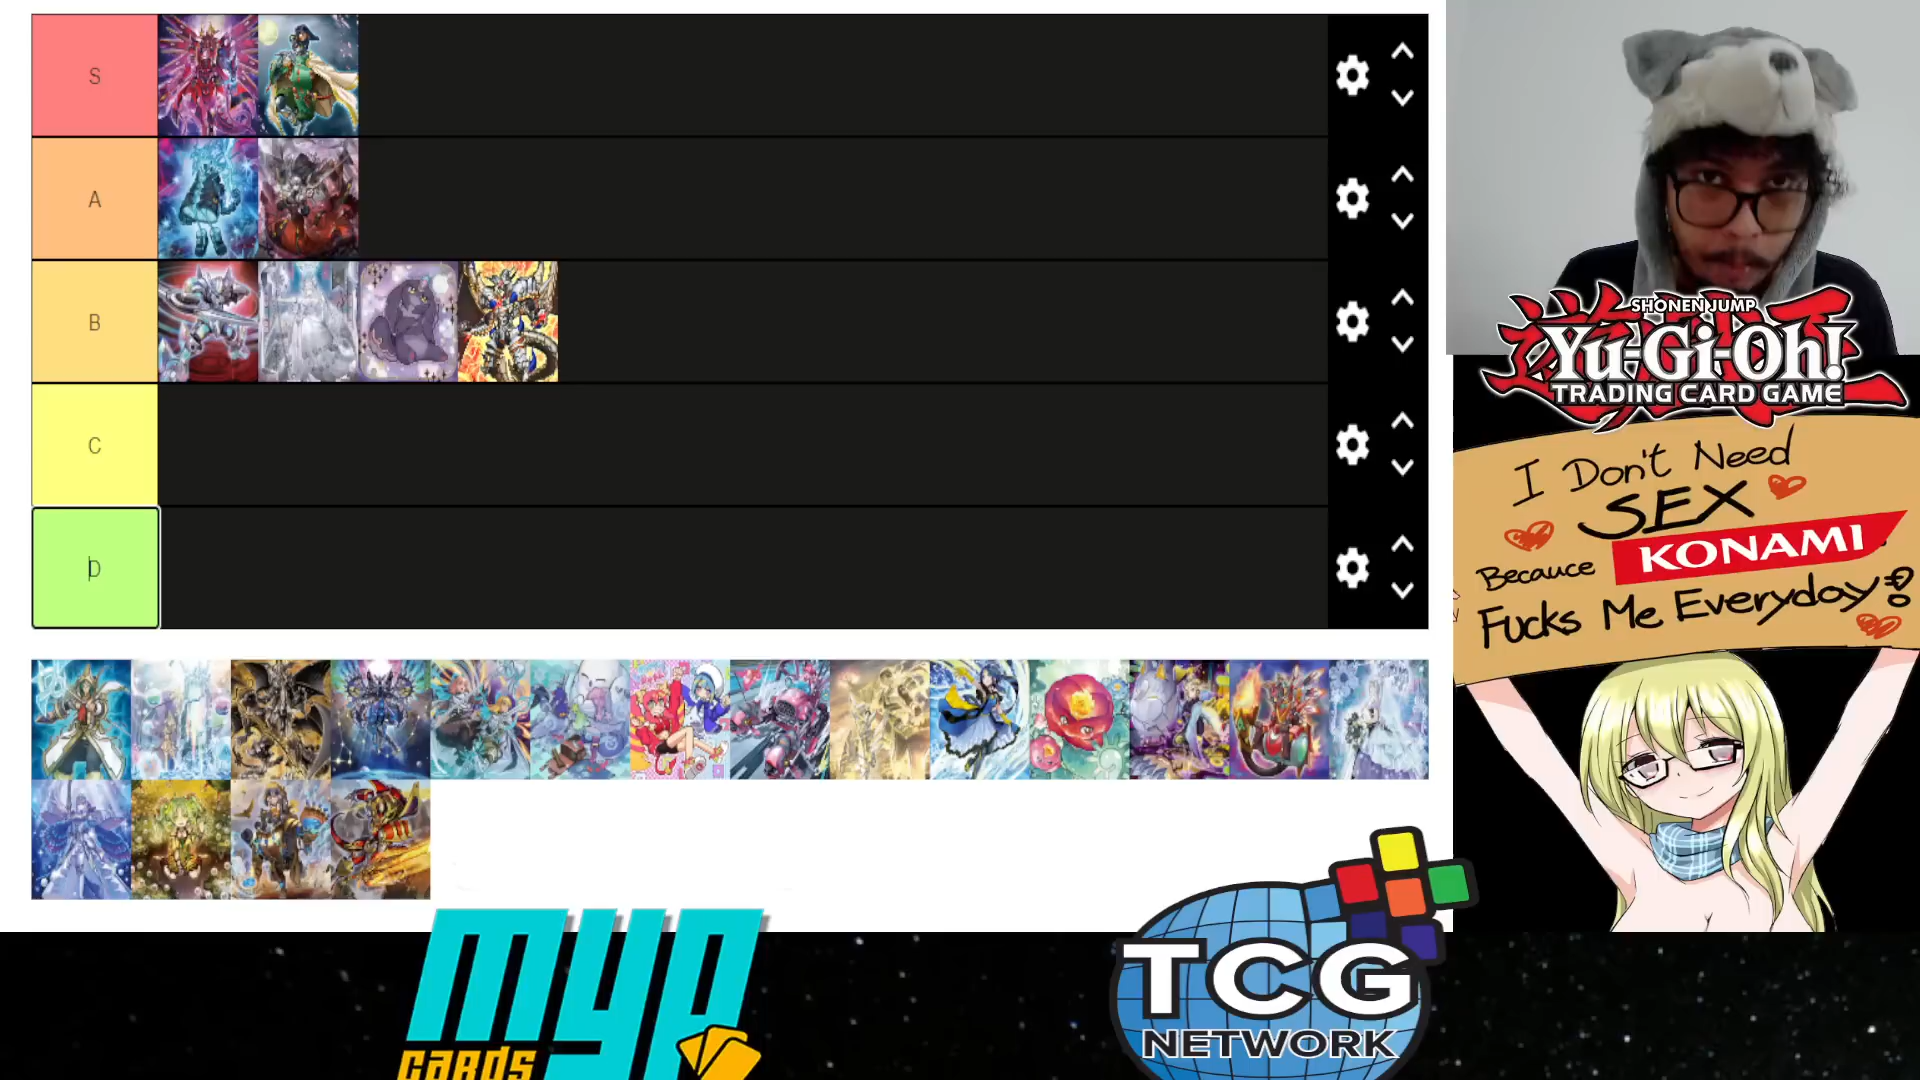 S
A
B
C
D
SHONEN JUMP
Yu-Gi-Oh!
TRADING CARD GAME
I Don't Need
SEX
Becauce KONAMI
Fucks Me Everyday!?
myp
cards
TCG
NETWORK